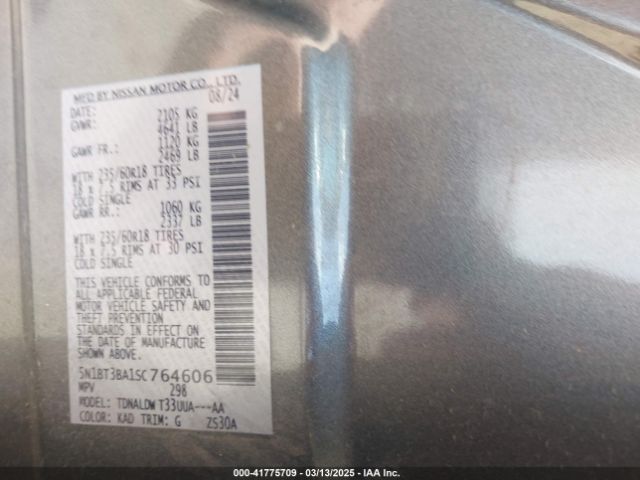 MFD BY NISSAN MOTOR CO., LTD.
DATE: 08/24
GVWR: 2105 KG
4641 LB
GAWR FR.: 1120 KG
2469 LB
WITH 235/60R18 TIRES
18 x 7.5 RIMS AT 33 PSI
COLD SINGLE
GAWR RR.: 1060 KG
2337 LB
WITH 235/60R18 TIRES
18 x 7.5 RIMS AT 30 PSI
COLD SINGLE
THIS VEHICLE CONFORMS TO
ALL APPLICABLE FEDERAL
MOTOR VEHICLE SAFETY AND
THEFT PREVENTION
STANDARDS IN EFFECT ON
THE DATE OF MANUFACTURE
SHOWN ABOVE.
5N1BT3BA1SC764606
MPV 298
MODEL: TDNALDW T33UUA---AA
COLOR: KAD TRIM: G ZS30A
000-41775709 — 03/13/2025 — IAA Inc.